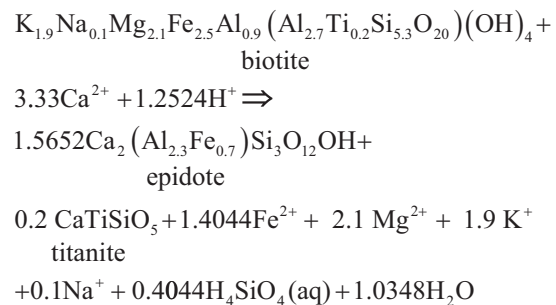 K₁.₉Na₀.₁Mg₂.₁Fe₂.₅Al₀.₉(Al₂.₇Ti₀.₂Si₅.₃O₂₀)(OH)₄+
biotite
3.33Ca²⁺ +1.2524H⁺ ⇒
1.5652Ca₂(Al₂.₃Fe₀.₇)Si₃O₁₂OH+
epidote
0.2 CaTiSiO₅+1.4044Fe²⁺ + 2.1 Mg²⁺ + 1.9 K⁺
titanite
+0.1Na⁺ + 0.4044H₄SiO₄(aq)+1.0348H₂O